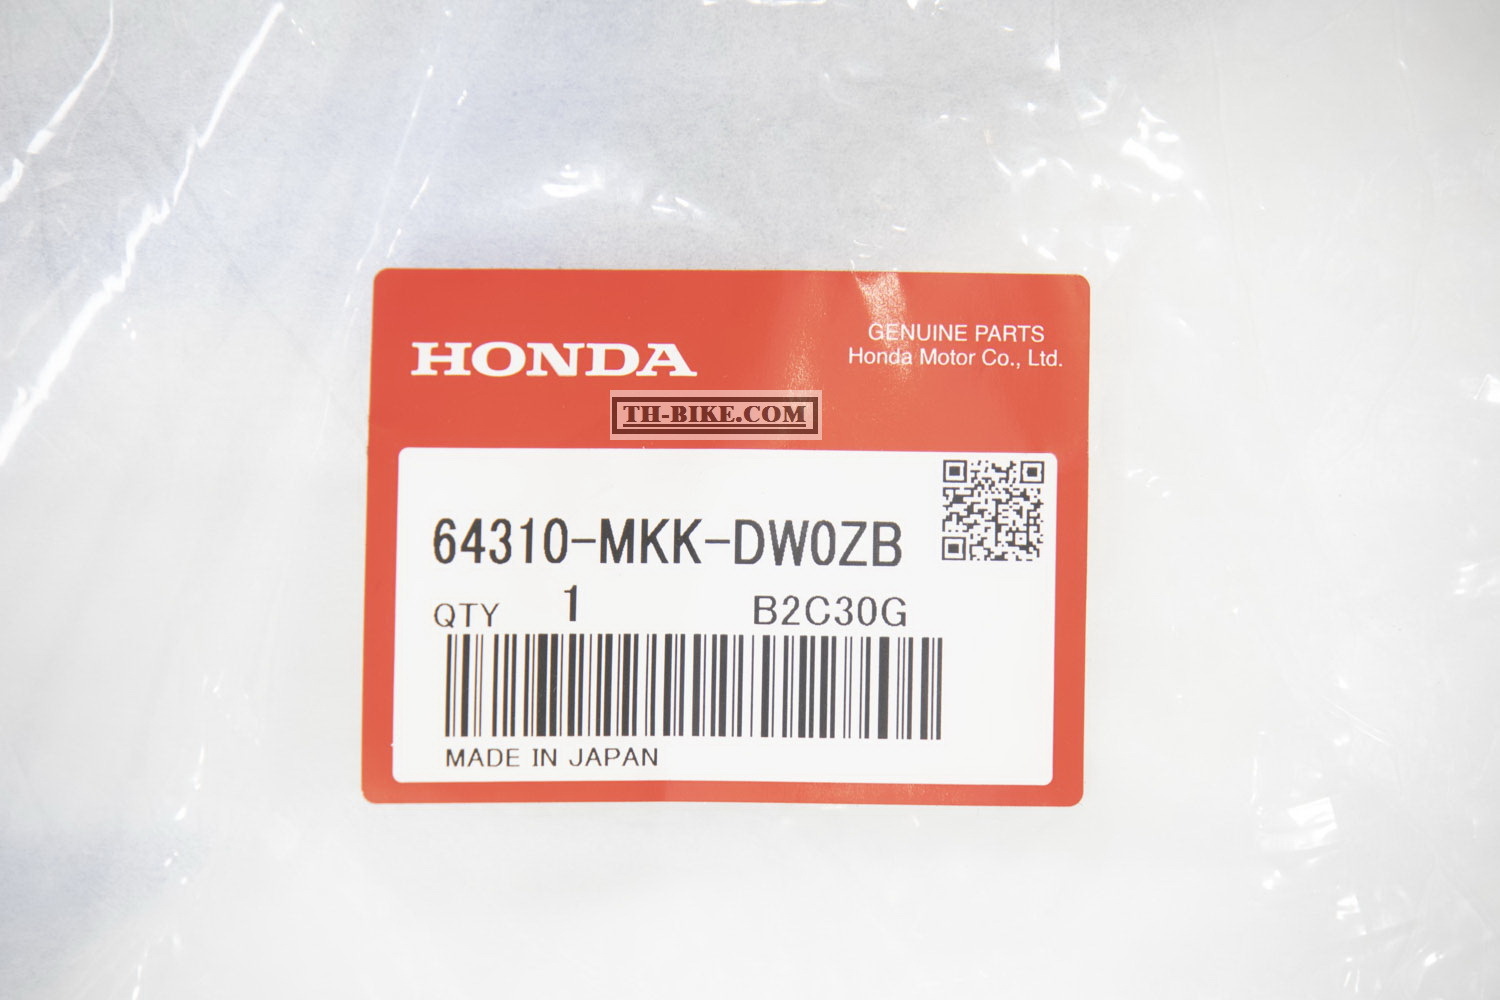 HONDA
GENUINE PARTS
Honda Motor Co., Ltd.
TH-BIKE.COM
64310-MKK-DW0ZB
QTY 1 B2C30G
MADE IN JAPAN